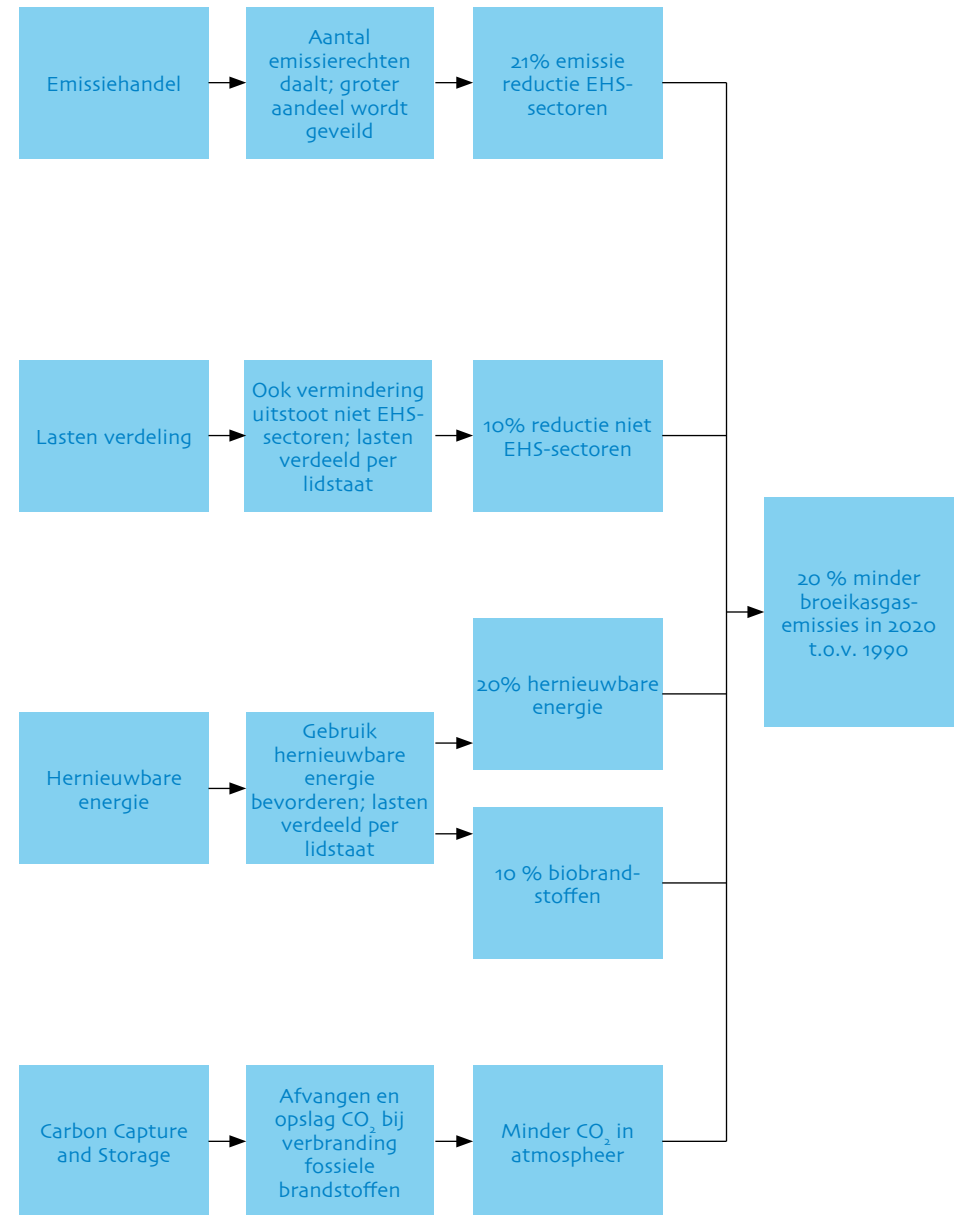 Emissiehandel
Aantal
emissierechten
daalt; groter
aandeel wordt
geveild
21% emissie
reductie EHS-
sectoren
Lasten verdeling
Ook vermindering
uitstoot niet EHS-
sectoren; lasten
verdeeld per
lidstaat
10% reductie niet
EHS-sectoren
Hernieuwbare
energie
Gebruik
hernieuwbare
energie
bevorderen; lasten
verdeeld per
lidstaat
20% hernieuwbare
energie
10 % biobrand-
stoffen
Carbon Capture
and Storage
Afvangen en
opslag CO₂ bij
verbranding
fossiele
brandstoffen
Minder CO₂ in
atmospheer
20 % minder
broeikasgas-
emissies in 2020
t.o.v. 1990